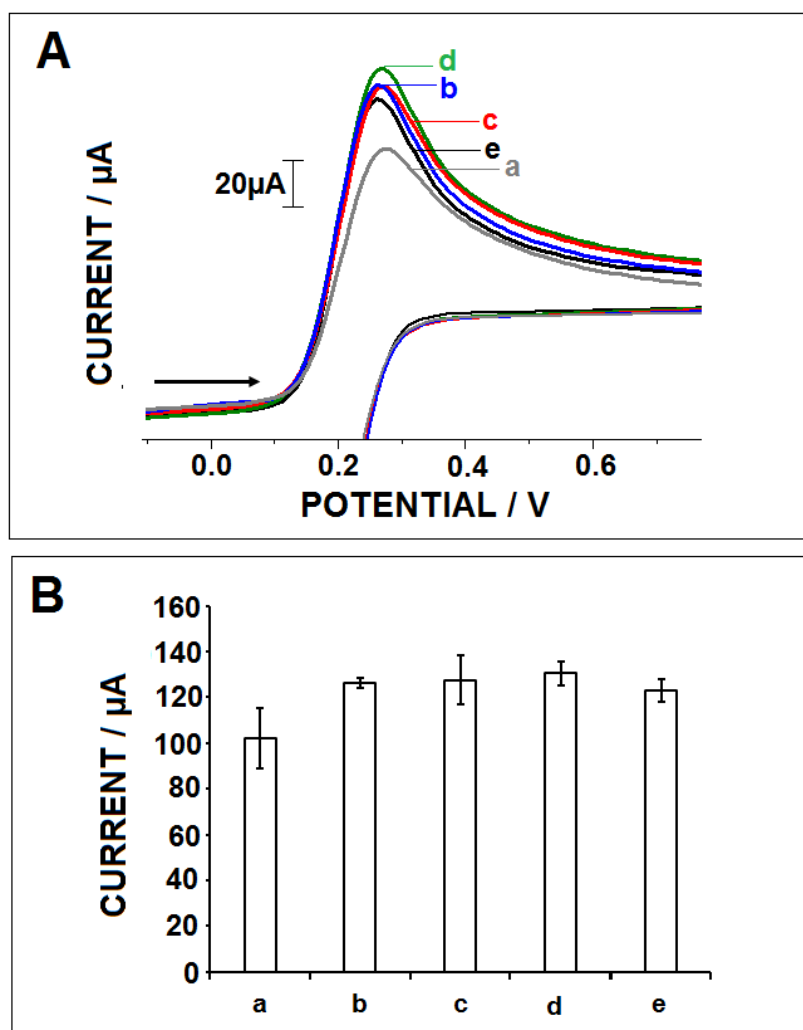 A
d
b
c
e
a
20µA
CURRENT / µA
0.0 0.2 0.4 0.6
POTENTIAL / V
B
160
140
120
100
80
60
40
20
0
CURRENT / µA
a b c d e